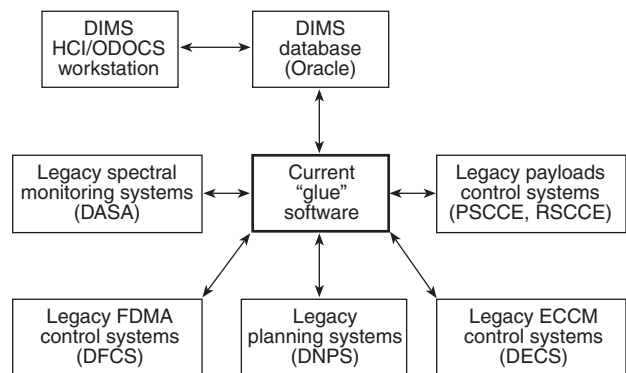 DIMS
HCI/ODOCS
workstation
DIMS
database
(Oracle)
Legacy spectral
monitoring systems
(DASA)
Current
“glue”
software
Legacy payloads
control systems
(PSCCE, RSCCE)
Legacy FDMA
control systems
(DFCS)
Legacy
planning systems
(DNPS)
Legacy ECCM
control systems
(DECS)